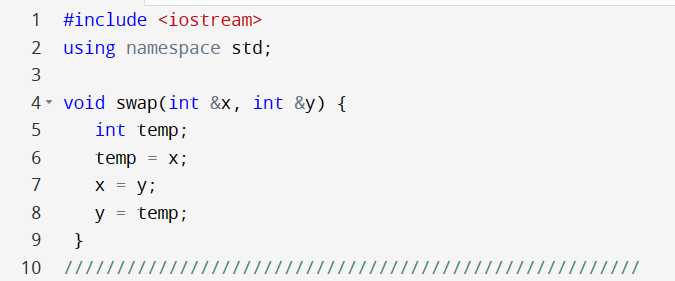 1 #include <iostream>
2 using namespace std;
3
4 void swap(int &x, int &y) {
5 int temp;
6 temp = x;
7 x = y;
8 y = temp;
9 }
10 ///////////////////////////////////////////////////////